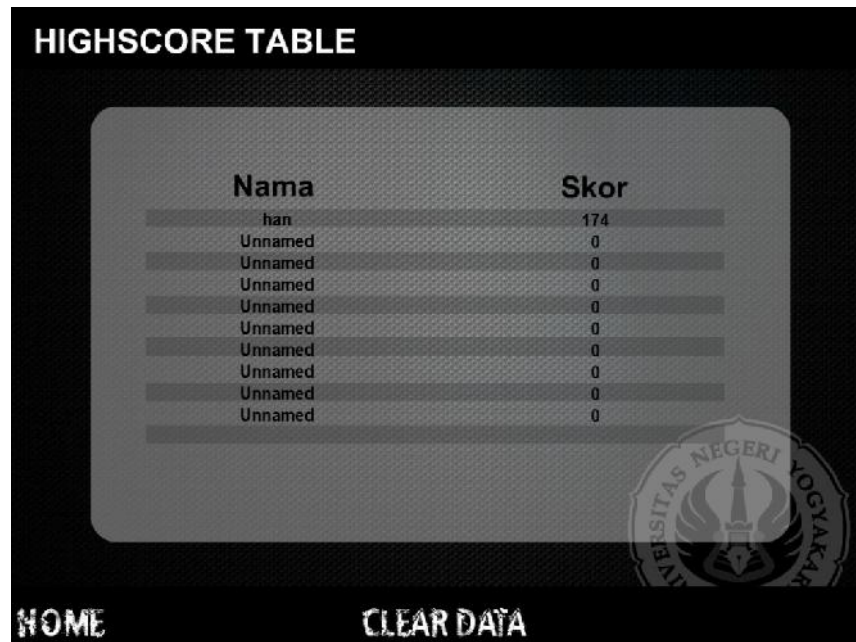 HIGHSCORE TABLE
Nama Skor
han 174
Unnamed 0
Unnamed 0
Unnamed 0
Unnamed 0
Unnamed 0
Unnamed 0
Unnamed 0
Unnamed 0
Unnamed 0
NEGERI
HOME CLEAR DATA